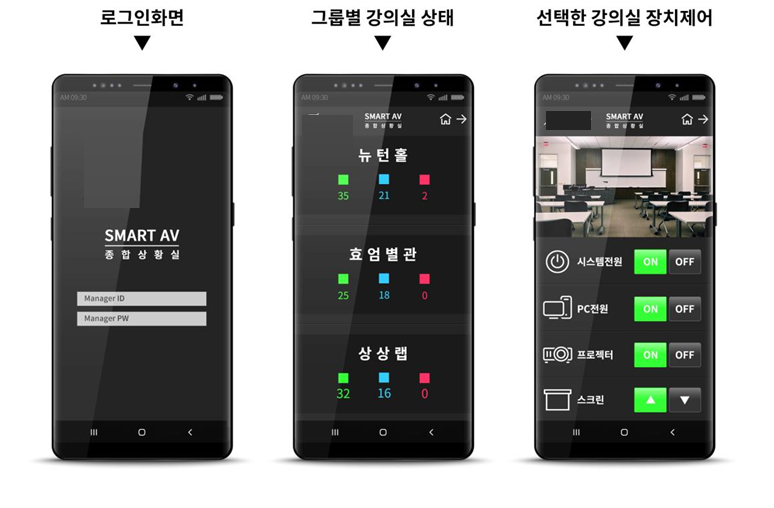 로그인화면
그룹별 강의실 상태
선택한 강의실 장치제어
AM 09:30
SMART AV
종합상황실
Manager ID
Manager PW
AM 09:30
SMART AV
종합상황실
뉴턴홀
35 21 2
효엄별관
25 18 0
상상랩
32 16 0
AM 09:30
SMART AV
종합상황실
시스템전원 ON OFF
PC전원 ON OFF
프로젝터 ON OFF
스크린